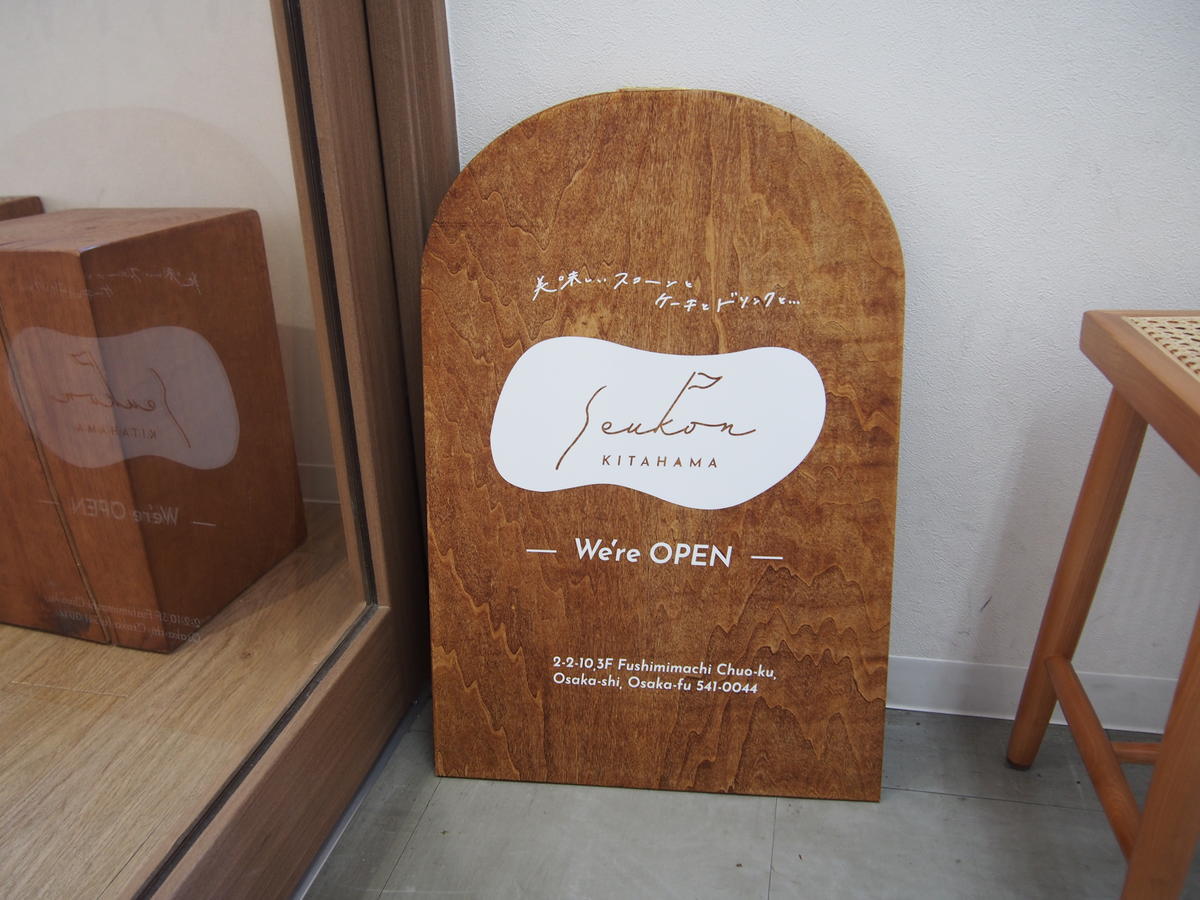 美味しいスコーンと
ケーキとドリンクと...
Seukon
KITAHAMA
We're OPEN
2-2-10,3F Fushimimachi Chuo-ku,
Osaka-shi, Osaka-fu 541-0044